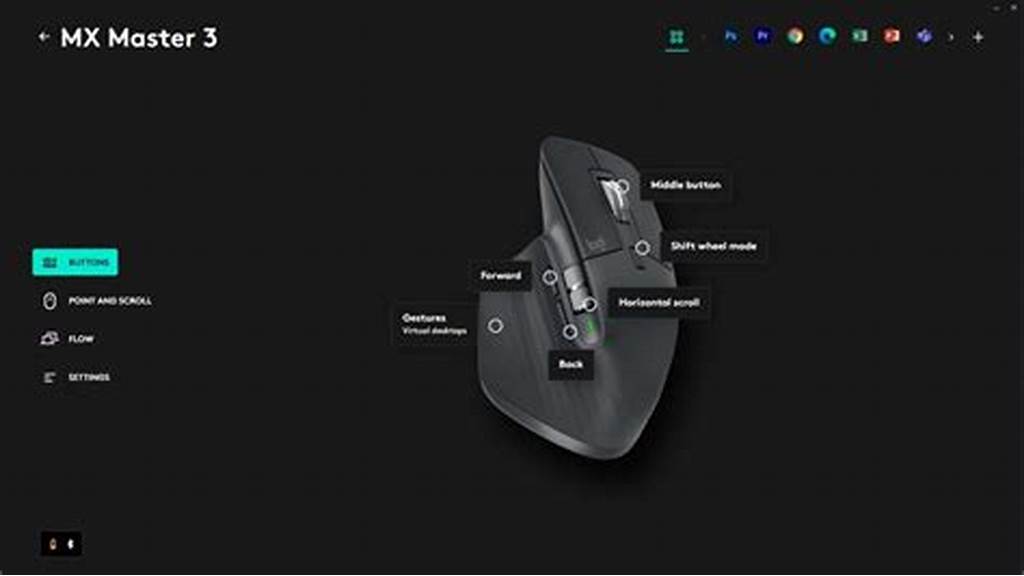 MX Master 3
Ps
Pr
Middle button
Shift wheel mode
Forward
Horizontal scroll
Gestures
Virtual desktops
Back
BUTTONS
POINT AND SCROLL
FLOW
SETTINGS
logi